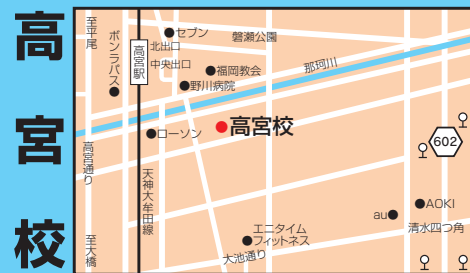 高宮校
至平尾
ボンラパス
高宮駅
セブン
北出口
中央出口
磐瀬公園
福岡教会
野川病院
那珂川
ローソン
高宮校
602
高宮通り
天神大牟田線
至大橋
エニタイム
フィットネス
大池通り
au
AOKI
清水四つ角